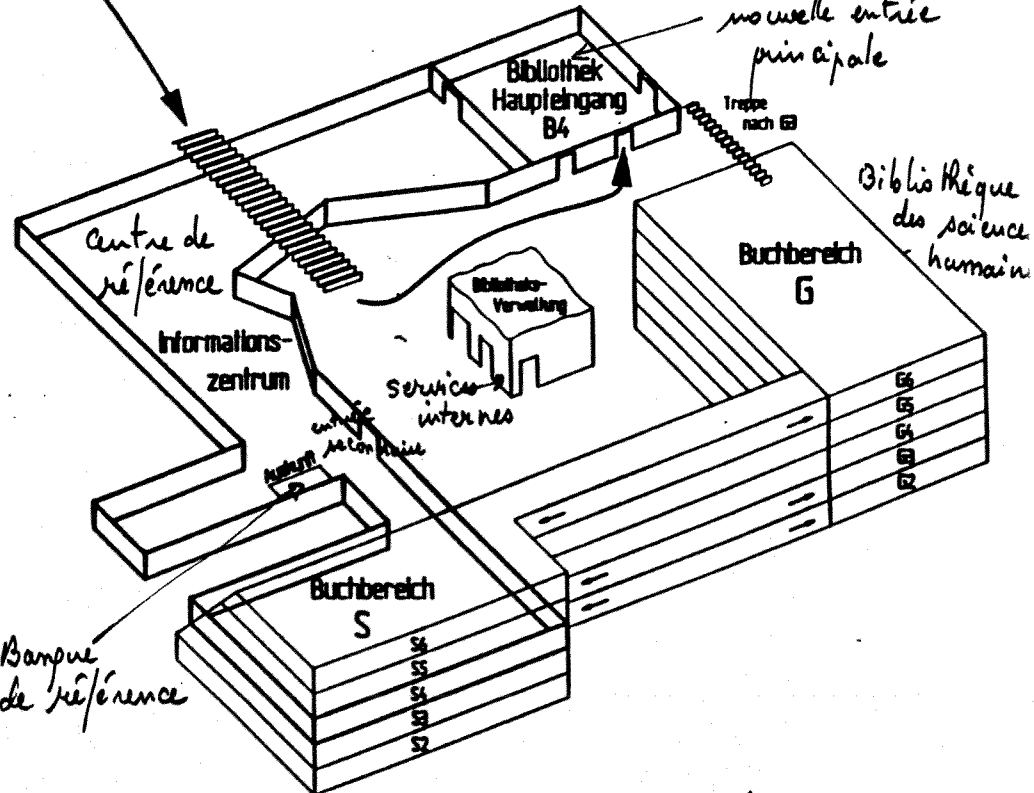 nouvelle entrée
principale
Bibliothek
Haupteingang
B4
Treppe
nach G3
Bibliothèque
des science
humain
centre de
référence
Buchbereich
G
Bibliotheks-
Verwaltung
Informations-
zentrum
services
internes
entrée
secondaire
Auskunft
G6
G5
G4
G3
G2
Buchbereich
S
S6
S5
S4
S3
S2
Banque
de référence